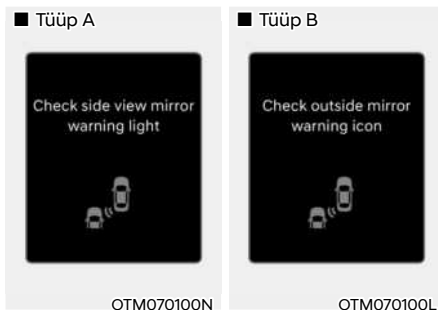 ■ Tüüp A
Check side view mirror
warning light
OTM070100N
■ Tüüp B
Check outside mirror
warning icon
OTM070100L